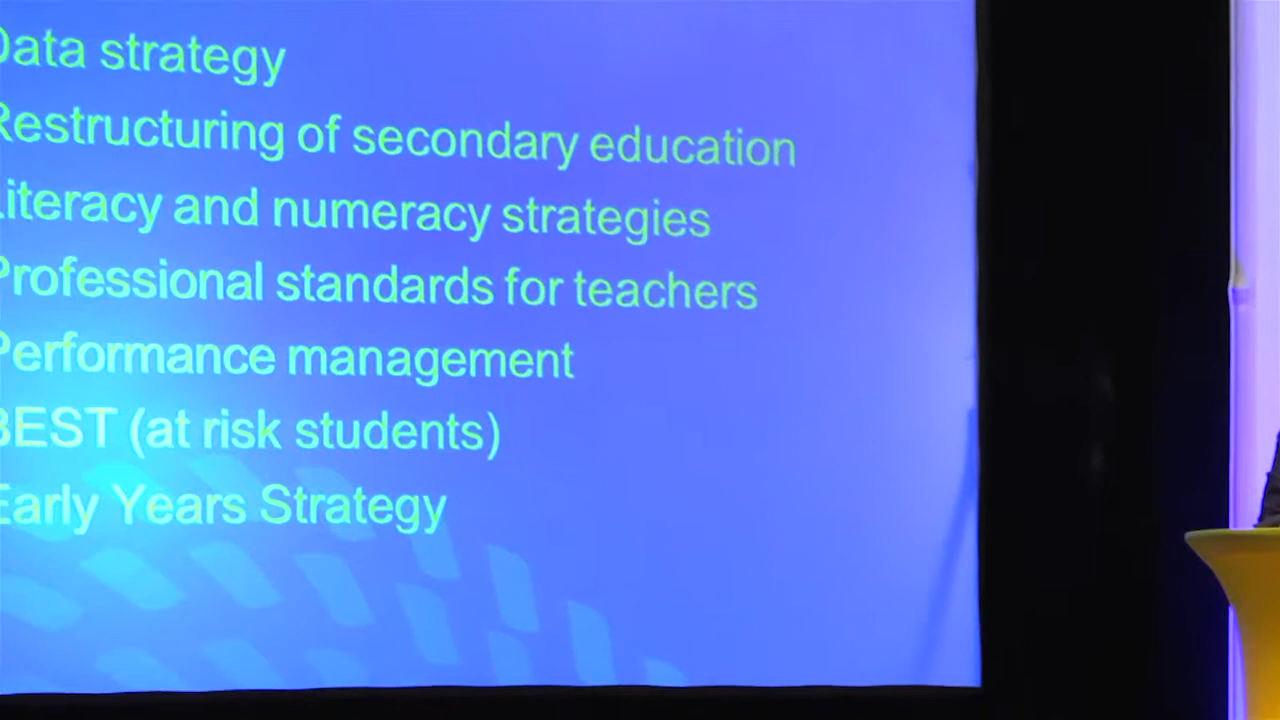 Data strategy
Restructuring of secondary education
Literacy and numeracy strategies
Professional standards for teachers
Performance management
BEST (at risk students)
Early Years Strategy